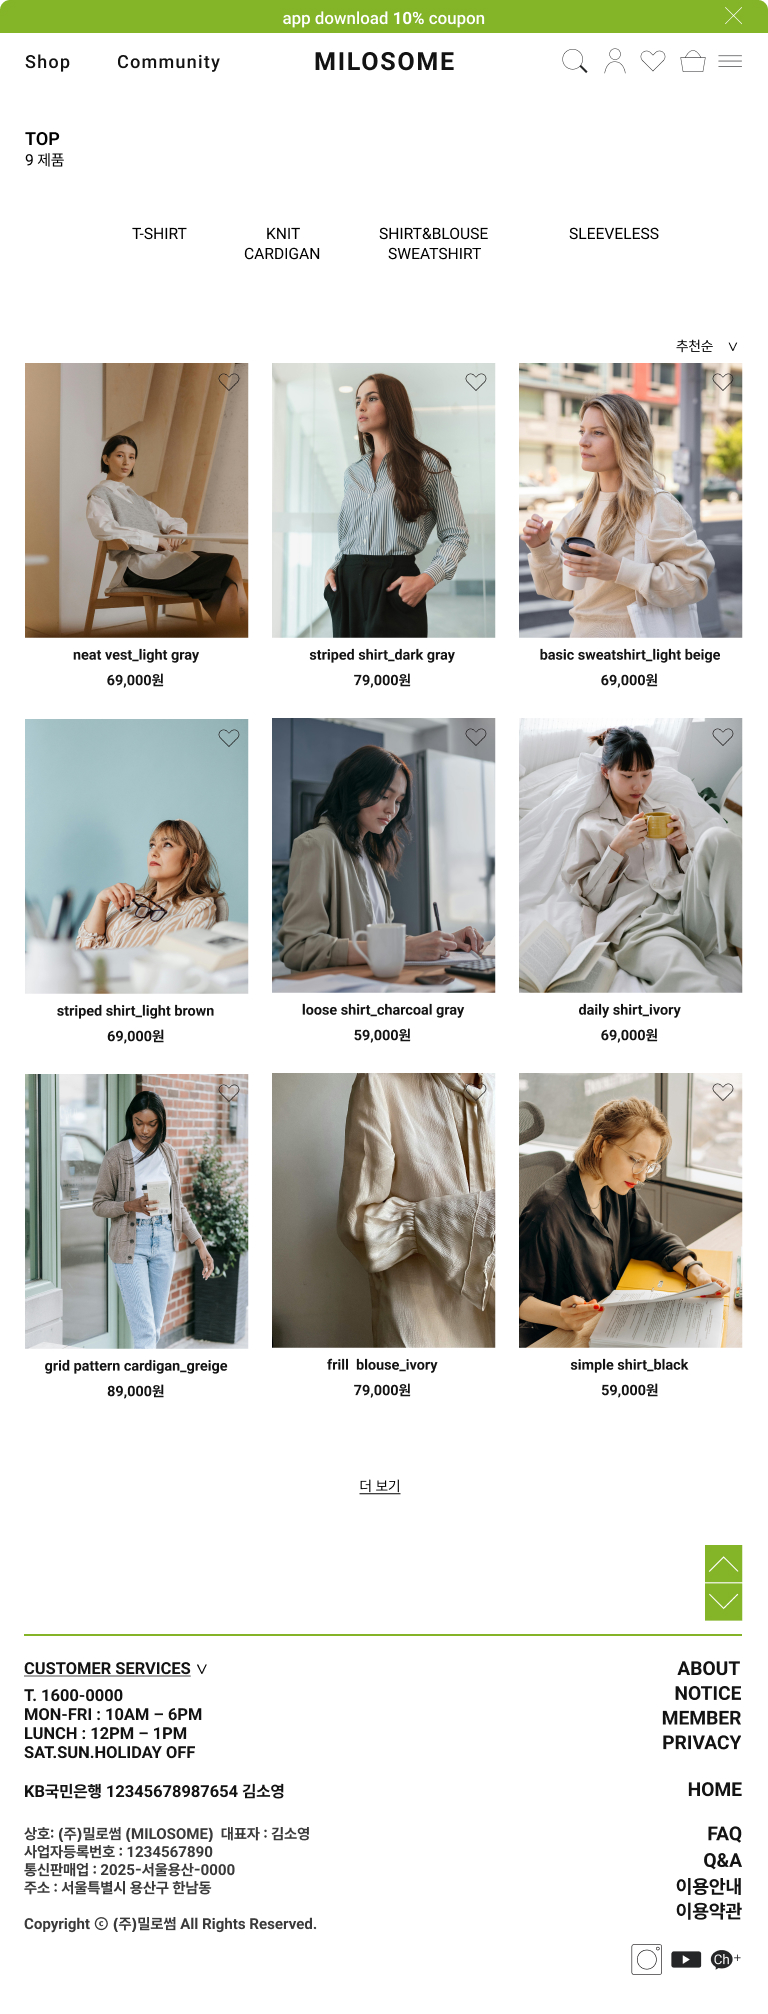 app download 10% coupon
Shop Community MILOSOME
TOP
9 제품
T-SHIRT
KNIT
CARDIGAN
SHIRT&BLOUSE
SWEATSHIRT
SLEEVELESS
추천순 V
neat vest_light gray
69,000원
striped shirt_dark gray
79,000원
basic sweatshirt_light beige
69,000원
striped shirt_light brown
69,000원
loose shirt_charcoal gray
59,000원
daily shirt_ivory
69,000원
grid pattern cardigan_greige
89,000원
frill  blouse_ivory
79,000원
simple shirt_black
59,000원
더 보기
CUSTOMER SERVICES V
T. 1600-0000
MON-FRI : 10AM – 6PM
LUNCH : 12PM – 1PM
SAT.SUN.HOLIDAY OFF
KB국민은행 12345678987654 김소영
상호: (주)밀로썸 (MILOSOME)  대표자 : 김소영
사업자등록번호 : 1234567890
통신판매업 : 2025-서울용산-0000
주소 : 서울특별시 용산구 한남동
Copyright ⓒ (주)밀로썸 All Rights Reserved.
ABOUT
NOTICE
MEMBER
PRIVACY
HOME
FAQ
Q&A
이용안내
이용약관
Ch+